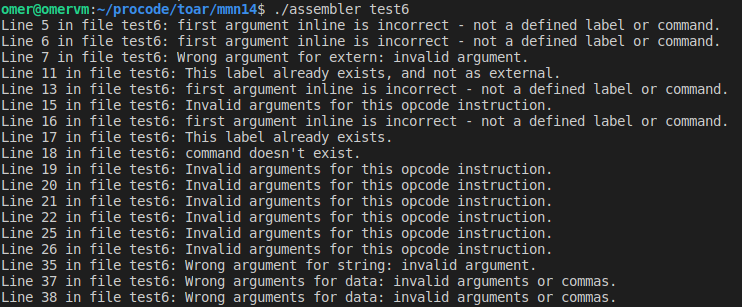 omer@omervm:~/procode/toar/mmn14$ ./assembler test6
Line 5 in file test6: first argument inline is incorrect - not a defined label or command.
Line 6 in file test6: first argument inline is incorrect - not a defined label or command.
Line 7 in file test6: Wrong argument for extern: invalid argument.
Line 11 in file test6: This label already exists, and not as external.
Line 13 in file test6: first argument inline is incorrect - not a defined label or command.
Line 15 in file test6: Invalid arguments for this opcode instruction.
Line 16 in file test6: first argument inline is incorrect - not a defined label or command.
Line 17 in file test6: This label already exists.
Line 18 in file test6: command doesn't exist.
Line 19 in file test6: Invalid arguments for this opcode instruction.
Line 20 in file test6: Invalid arguments for this opcode instruction.
Line 21 in file test6: Invalid arguments for this opcode instruction.
Line 22 in file test6: Invalid arguments for this opcode instruction.
Line 25 in file test6: Invalid arguments for this opcode instruction.
Line 26 in file test6: Invalid arguments for this opcode instruction.
Line 35 in file test6: Wrong argument for string: invalid argument.
Line 37 in file test6: Wrong arguments for data: invalid arguments or commas.
Line 38 in file test6: Wrong arguments for data: invalid arguments or commas.